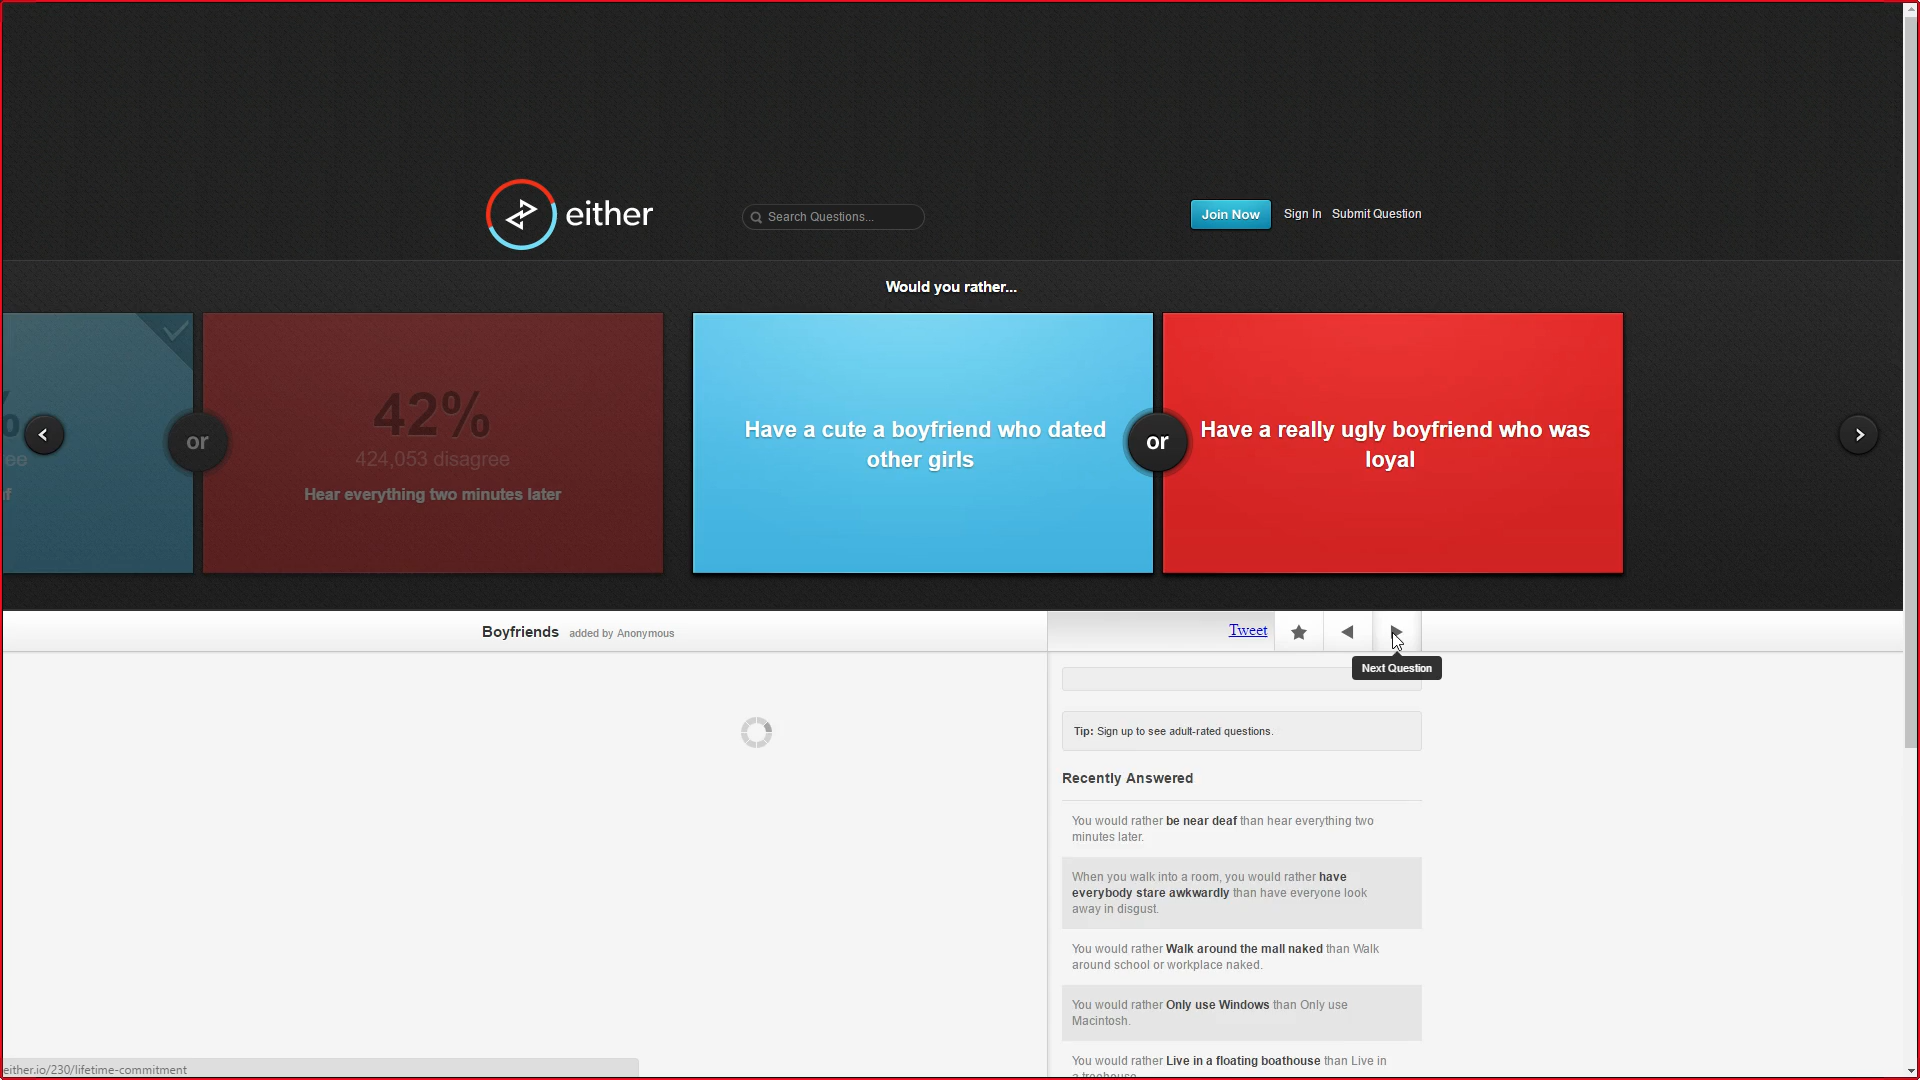 either
Search Questions...
Join Now
Sign In
Submit Question
Would you rather...
%
ee
or
42%
424,053 disagree
Hear everything two minutes later
Have a cute a boyfriend who dated
other girls
or
Have a really ugly boyfriend who was
loyal
Boyfriends added by Anonymous
Tweet
Next Question
Tip: Sign up to see adult-rated questions.
Recently Answered
You would rather be near deaf than hear everything two
minutes later.
When you walk into a room, you would rather have
everybody stare awkwardly than have everyone look
away in disgust.
You would rather Walk around the mall naked than Walk
around school or workplace naked.
You would rather Only use Windows than Only use
Macintosh.
You would rather Live in a floating boathouse than Live in
a treehouse.
either.io/230/lifetime-commitment